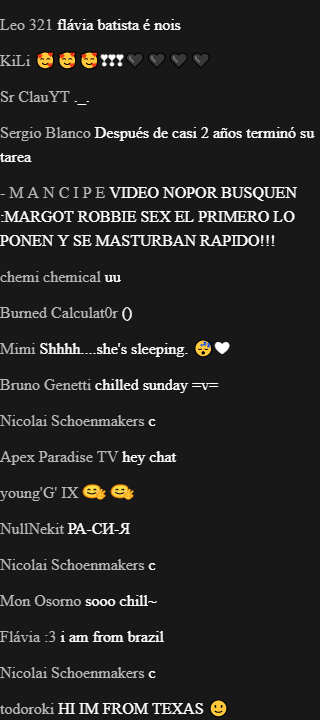 Leo 321 flávia batista é nois
KiLi 🥰🥰🥰❣❣❣🖤🖤🖤🖤
Sr ClauYT ._.
Sergio Blanco Después de casi 2 años terminó su
tarea
- M A N C I P E VIDEO NOPOR BUSQUEN
:MARGOT ROBBIE SEX EL PRIMERO LO
PONEN Y SE MASTURBAN RAPIDO!!!
chemi chemical uu
Burned Calculat0r ()
Mimi Shhhh....she's sleeping. 😴🤍
Bruno Genetti chilled sunday =v=
Nicolai Schoenmakers c
Apex Paradise TV hey chat
young'G' IX 🤗🤗
NullNekit РА-СИ-Я
Nicolai Schoenmakers c
Mon Osorno sooo chill~
Flávia :3 i am from brazil
Nicolai Schoenmakers c
todoroki HI IM FROM TEXAS 🙂